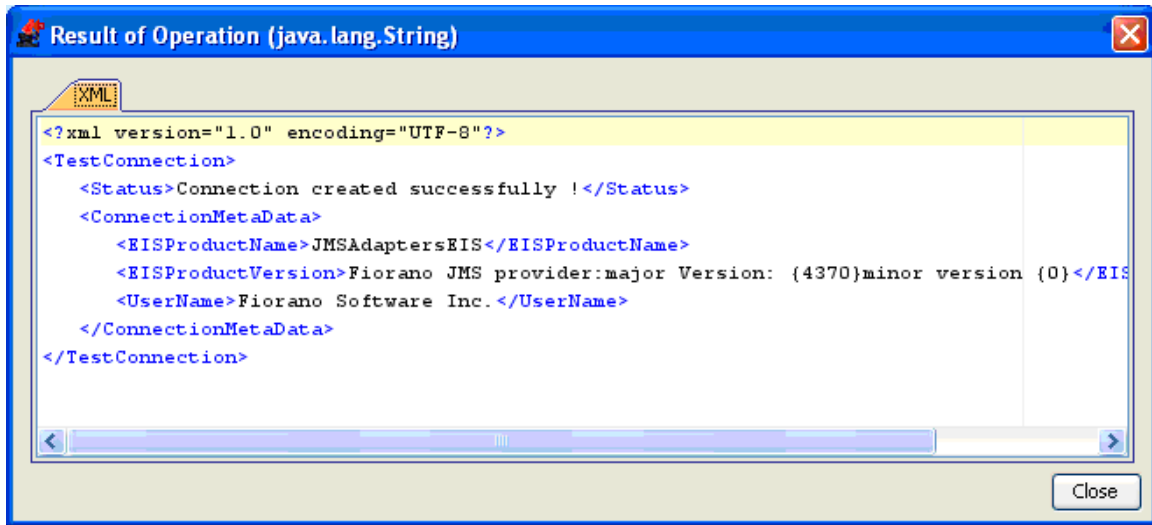 Result of Operation (java.lang.String)
XML
<?xml version="1.0" encoding="UTF-8"?>
<TestConnection>
<Status>Connection created successfully !</Status>
<ConnectionMetaData>
<EISProductName>JMSAdaptersEIS</EISProductName>
<EISProductVersion>Fiorano JMS provider:major Version: {4370}minor version {0}</EIS
<UserName>Fiorano Software Inc.</UserName>
</ConnectionMetaData>
</TestConnection>
Close